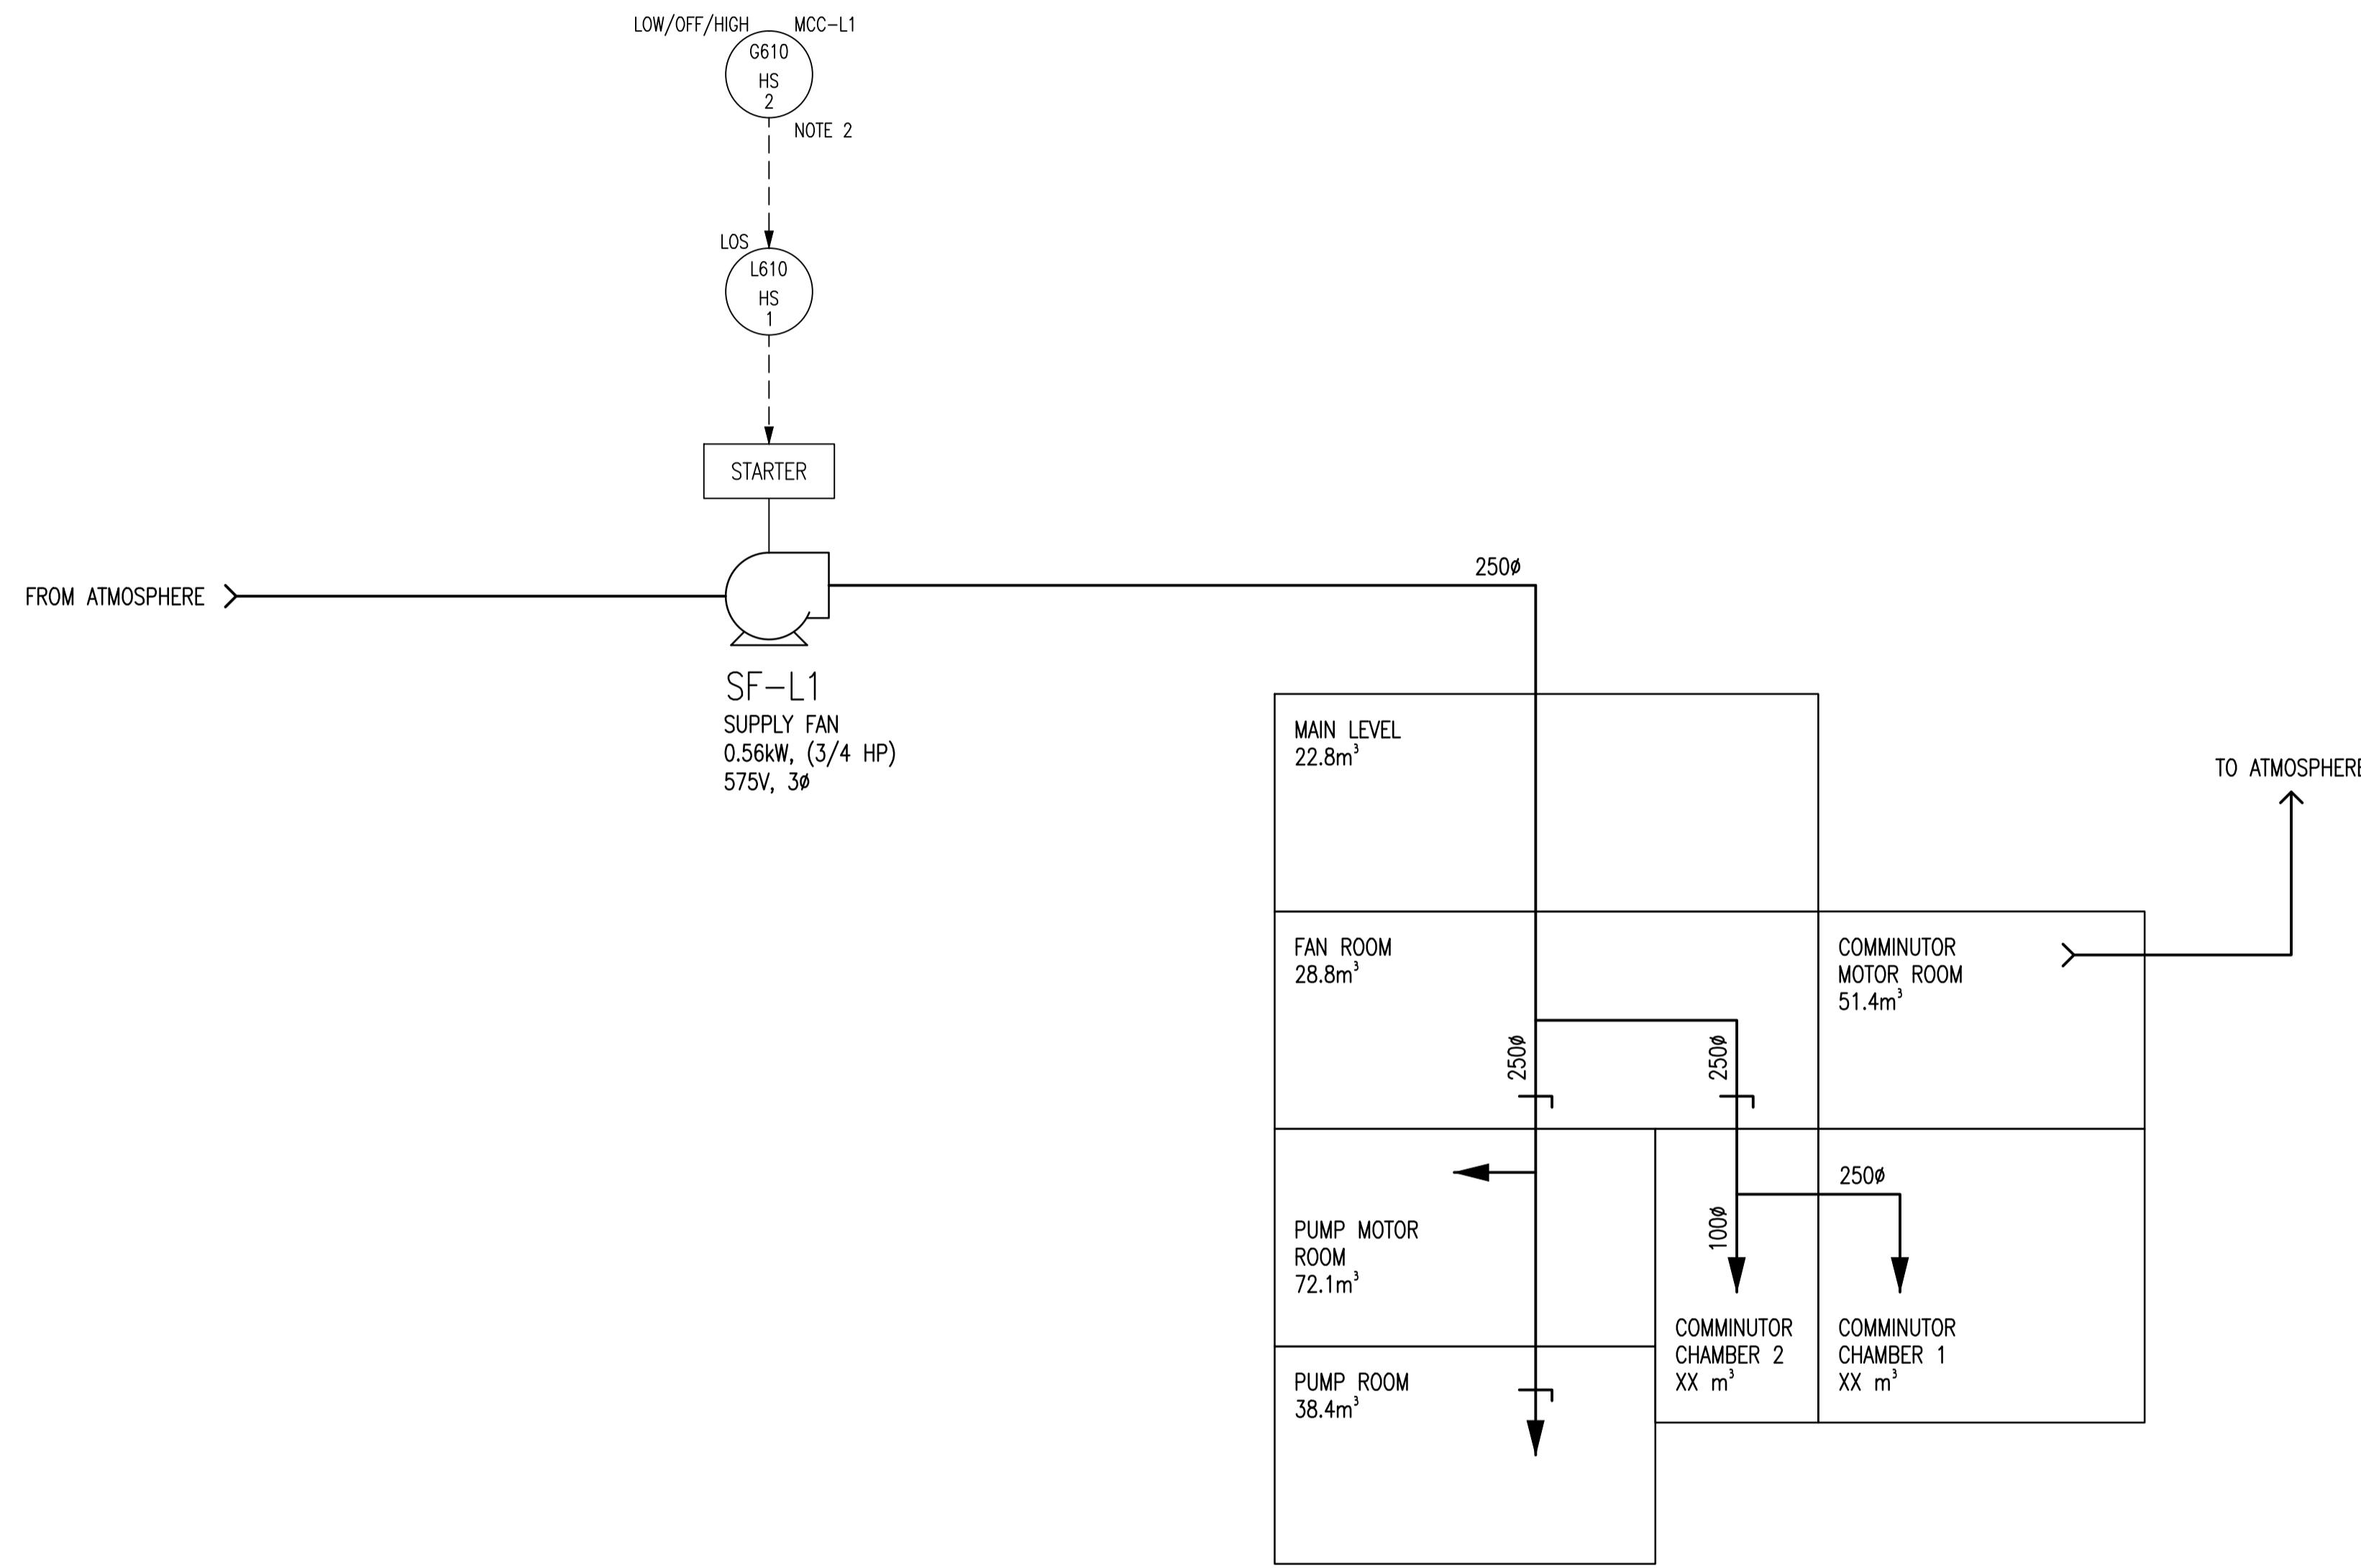 LOW/OFF/HIGH MCC-L1
G610
HS
2
NOTE 2
LOS
L610
HS
1
STARTER
FROM ATMOSPHERE
250ø
SF-L1
SUPPLY FAN
0.56kW, (3/4 HP)
575V, 3ø
MAIN LEVEL
22.8m³
TO ATMOSPHERE
FAN ROOM
28.8m³
COMMINUTOR
MOTOR ROOM
51.4m³
250ø
250ø
250ø
100ø
PUMP MOTOR
ROOM
72.1m³
COMMINUTOR
CHAMBER 2
XX m³
COMMINUTOR
CHAMBER 1
XX m³
PUMP ROOM
38.4m³